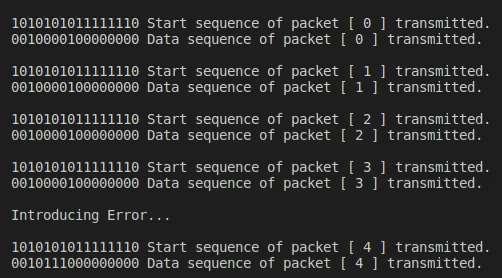 1010101011111110 Start sequence of packet [ 0 ] transmitted.
0010000100000000 Data sequence of packet [ 0 ] transmitted.
1010101011111110 Start sequence of packet [ 1 ] transmitted.
0010000100000000 Data sequence of packet [ 1 ] transmitted.
1010101011111110 Start sequence of packet [ 2 ] transmitted.
0010000100000000 Data sequence of packet [ 2 ] transmitted.
1010101011111110 Start sequence of packet [ 3 ] transmitted.
0010000100000000 Data sequence of packet [ 3 ] transmitted.
Introducing Error...
1010101011111110 Start sequence of packet [ 4 ] transmitted.
0010111000000000 Data sequence of packet [ 4 ] transmitted.